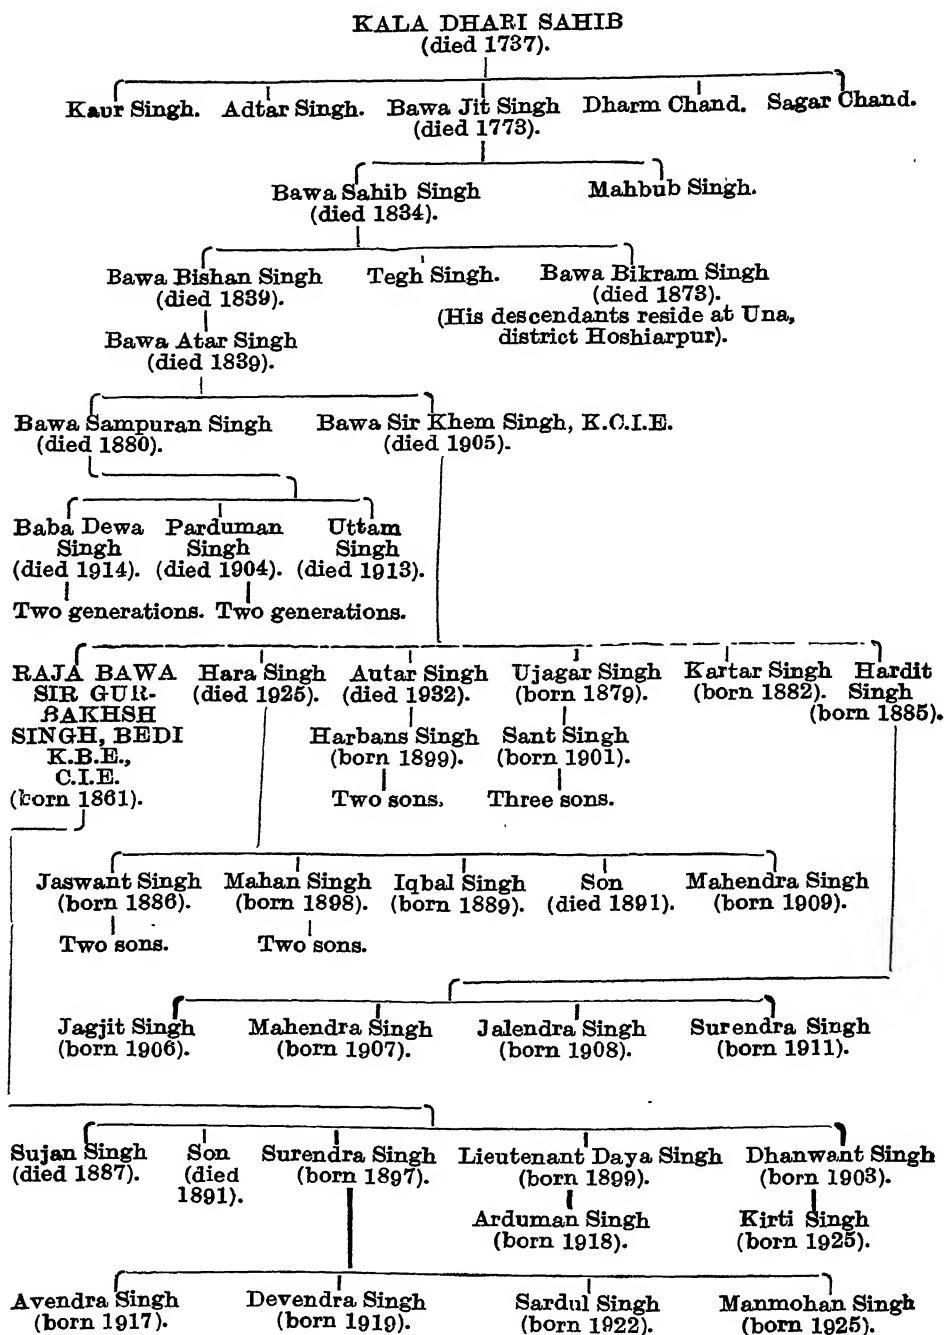 KALA DHARI SAHIB
(died 1737).
Kaur Singh. Adtar Singh. Bawa Jit Singh Dharm Chand. Sagar Chand.
(died 1773).
Bawa Sahib Singh Mahbub Singh.
(died 1834).
Bawa Bishan Singh Tegh Singh. Bawa Bikram Singh
(died 1839). (died 1873).
(His descendants reside at Una,
district Hoshiarpur).
Bawa Atar Singh
(died 1839).
Bawa Sampuran Singh Bawa Sir Khem Singh, K.C.I.E.
(died 1880). (died 1905).
Baba Dewa Parduman Uttam
Singh Singh Singh
(died 1914). (died 1904). (died 1913).
Two generations. Two generations.
RAJA BAWA Hara Singh Autar Singh Ujagar Singh Kartar Singh Hardit
SIR GUR- (died 1925). (died 1932). (born 1879). (born 1882). Singh
BAKHSH (born 1885).
SINGH, BEDI Harbans Singh Sant Singh
K.B.E., (born 1899). (born 1901).
C.I.E.
(born 1861). Two sons. Three sons.
Jaswant Singh Mahan Singh Iqbal Singh Son Mahendra Singh
(born 1886). (born 1898). (born 1889). (died 1891). (born 1909).
Two sons. Two sons.
Jagjit Singh Mahendra Singh Jalendra Singh Surendra Singh
(born 1906). (born 1907). (born 1908). (born 1911).
Sujan Singh Son Surendra Singh Lieutenant Daya Singh Dhanwant Singh
(died 1887). (died (born 1897). (born 1899). (born 1903).
1891).
Arduman Singh Kirti Singh
(born 1918). (born 1925).
Avendra Singh Devendra Singh Sardul Singh Manmohan Singh
(born 1917). (born 1919). (born 1922). (born 1925).